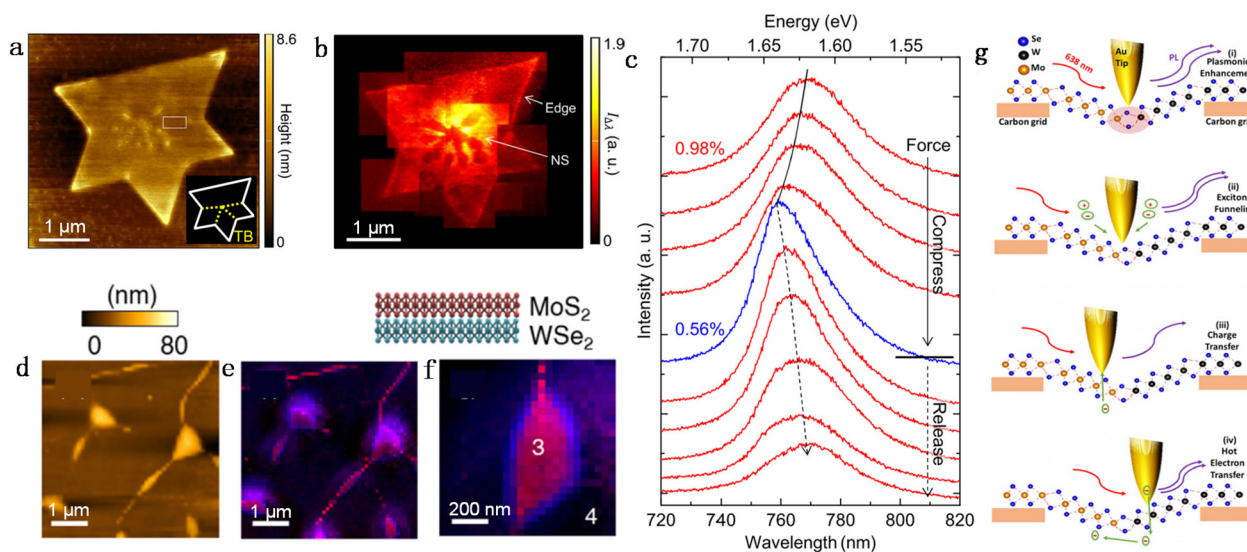 a
8.6
Height (nm)
0
1 μm
TB
b
1.9
I_Δλ (a. u.)
0
Edge
NS
1 μm
c
Energy (eV)
1.70 1.65 1.60 1.55
Intensity (a. u.)
0.98%
0.56%
Force
Compress
Release
720 740 760 780 800 820
Wavelength (nm)
(nm)
0 80
MoS2
WSe2
d
1 μm
e
1 μm
f
3
4
200 nm
g
Se
W
Mo
638 nm
Au
Tip
PL
(i)
Plasmonic
Enhanceme
Carbon grid
Carbon gri
(ii)
Exciton
Funnelin
(iii)
Charge
Transfer
(iv)
Hot
Electron
Transfer